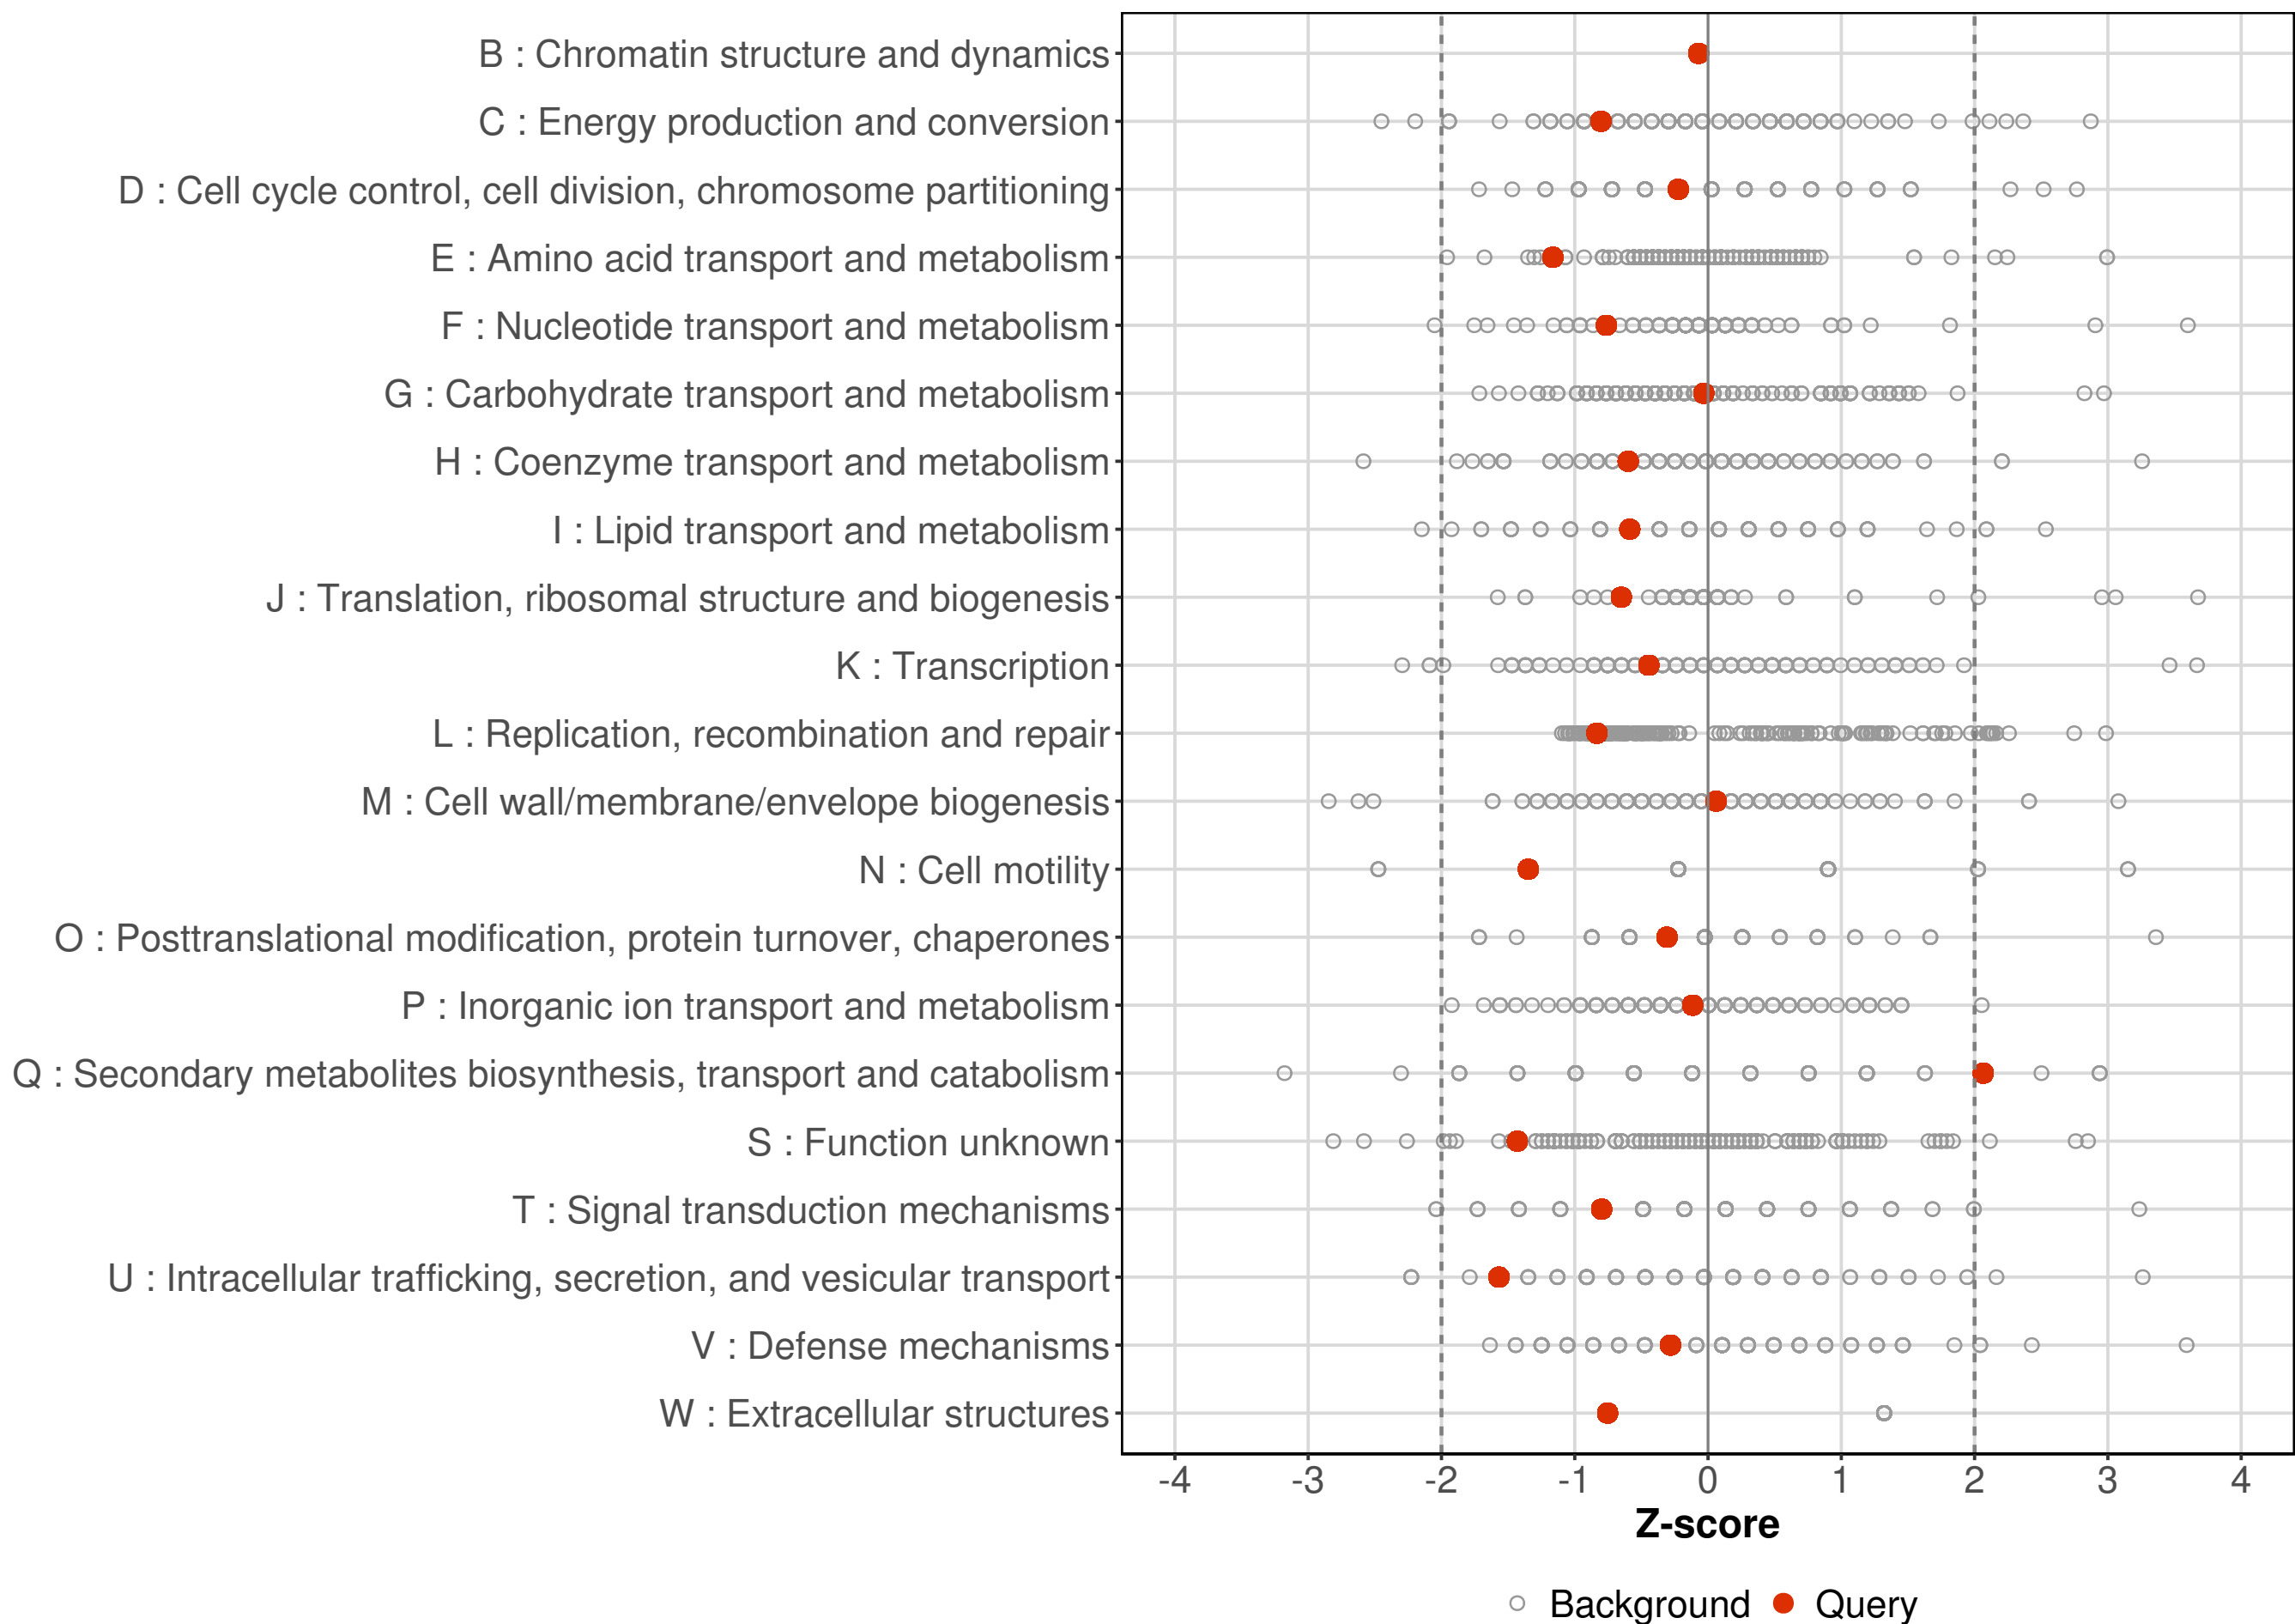 B : Chromatin structure and dynamics
C : Energy production and conversion
D : Cell cycle control, cell division, chromosome partitioning
E : Amino acid transport and metabolism
F : Nucleotide transport and metabolism
G : Carbohydrate transport and metabolism
H : Coenzyme transport and metabolism
I : Lipid transport and metabolism
J : Translation, ribosomal structure and biogenesis
K : Transcription
L : Replication, recombination and repair
M : Cell wall/membrane/envelope biogenesis
N : Cell motility
O : Posttranslational modification, protein turnover, chaperones
P : Inorganic ion transport and metabolism
Q : Secondary metabolites biosynthesis, transport and catabolism
S : Function unknown
T : Signal transduction mechanisms
U : Intracellular trafficking, secretion, and vesicular transport
V : Defense mechanisms
W : Extracellular structures
-4 -3 -2 -1 0 1 2 3 4
Z-score
Background Query